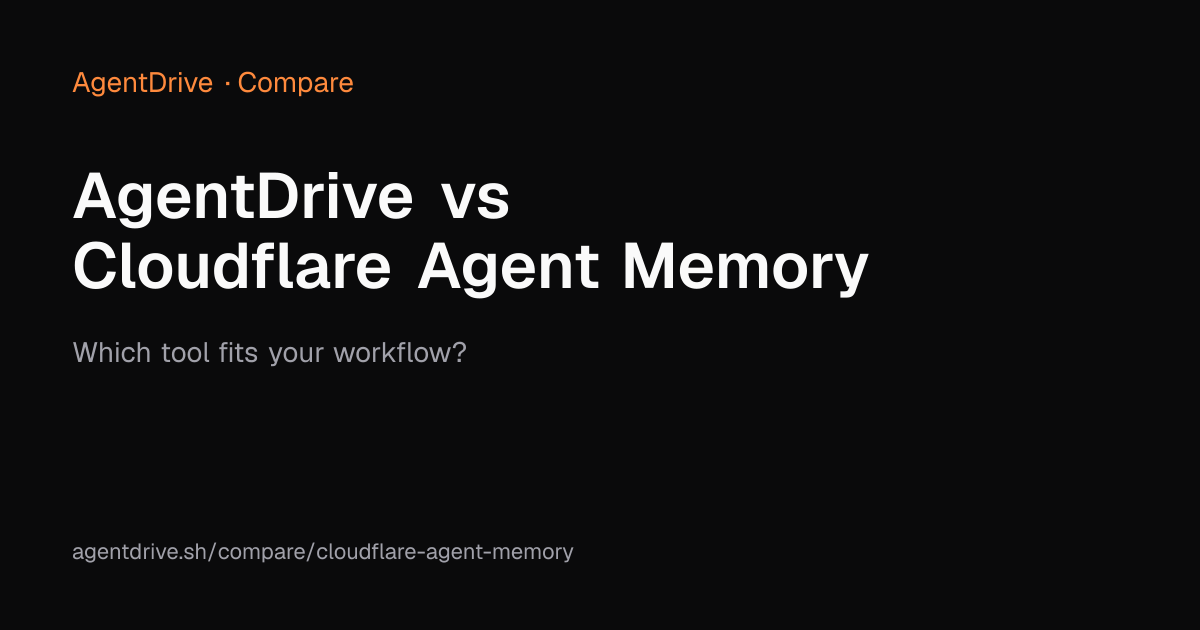 AgentDrive · Compare
AgentDrive vs
Cloudflare Agent Memory
Which tool fits your workflow?
agentdrive.sh/compare/cloudflare-agent-memory